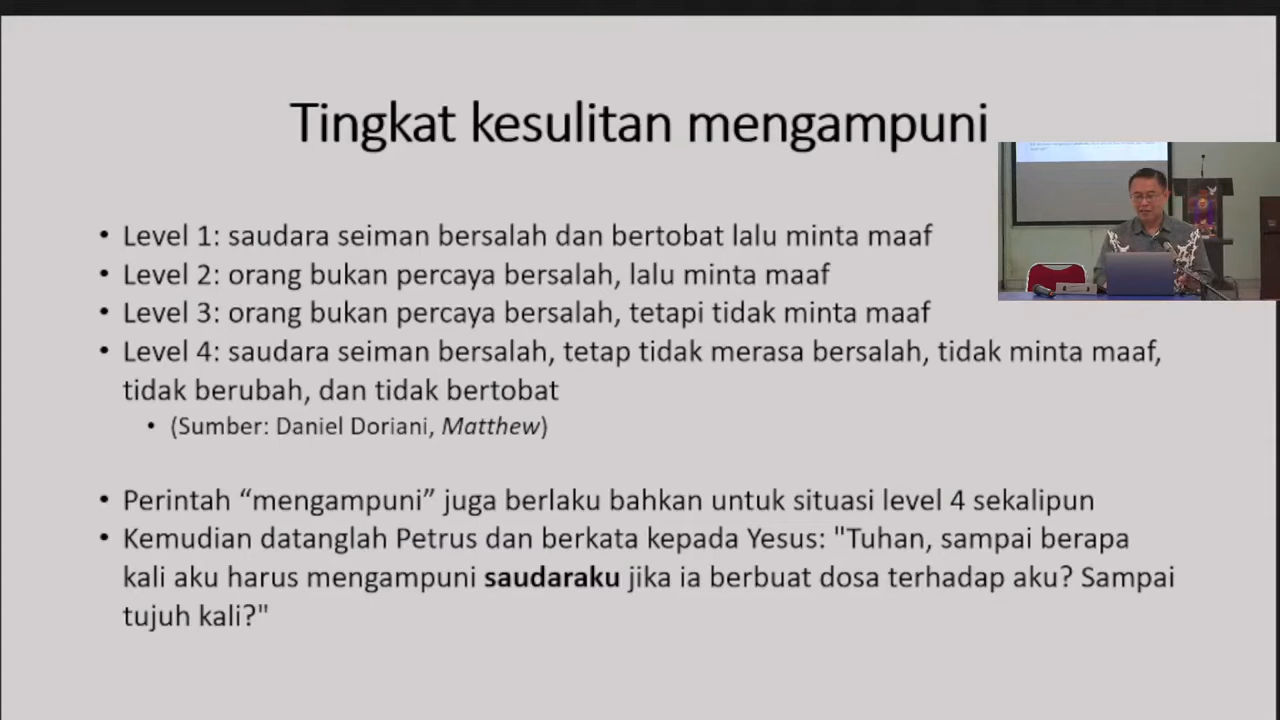 Tingkat kesulitan mengampuni
• Level 1: saudara seiman bersalah dan bertobat lalu minta maaf
• Level 2: orang bukan percaya bersalah, lalu minta maaf
• Level 3: orang bukan percaya bersalah, tetapi tidak minta maaf
• Level 4: saudara seiman bersalah, tetap tidak merasa bersalah, tidak minta maaf,
tidak berubah, dan tidak bertobat
• (Sumber: Daniel Doriani, Matthew)
• Perintah “mengampuni” juga berlaku bahkan untuk situasi level 4 sekalipun
• Kemudian datanglah Petrus dan berkata kepada Yesus: "Tuhan, sampai berapa
kali aku harus mengampuni saudaraku jika ia berbuat dosa terhadap aku? Sampai
tujuh kali?"